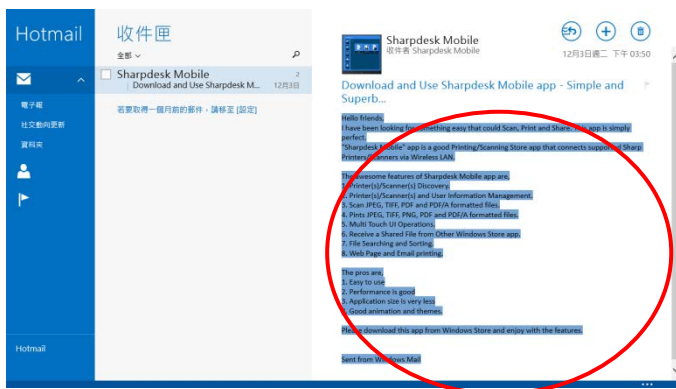 Hotmail
電子報
社交動向更新
資料夾
Hotmail
收件匣
全部
Sharpdesk Mobile
2
Download and Use Sharpdesk M...
12月3日
若要取得一個月前的郵件，請移至 [設定]
Sharpdesk Mobile
收件者 Sharpdesk Mobile
12月3日週二 下午 03:50
Download and Use Sharpdesk Mobile app - Simple and
Superb...
Hello friends,
I have been looking for something easy that could Scan, Print and Share. This app is simply
perfect.
"Sharpdesk Mobile" app is a good Printing/Scanning Store app that connects supported Sharp
Printers/Scanners via Wireless LAN.
The awesome features of Sharpdesk Mobile app are,
1. Printer(s)/Scanner(s) Discovery.
2. Printer(s)/Scanner(s) and User Information Management.
3. Scan JPEG, TIFF, PDF and PDF/A formatted files.
4. Pints JPEG, TIFF, PNG, PDF and PDF/A formatted files.
5. Multi Touch UI Operations.
6. Receive a Shared File from Other Windows Store app.
7. File Searching and Sorting.
8. Web Page and Email printing.
The pros are,
1. Easy to use
2. Performance is good
3. Application size is very less
4. Good animation and themes.
Please download this app from Windows Store and enjoy with the features.
Sent from Windows Mail